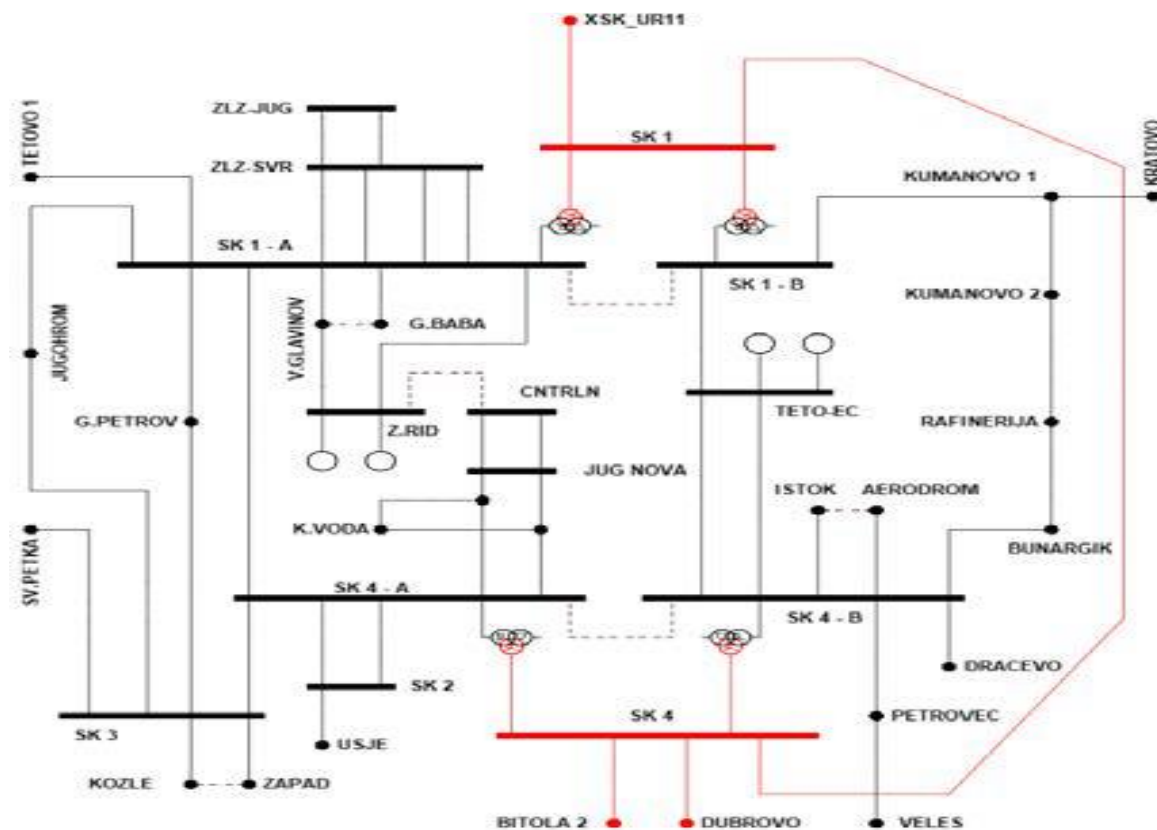 XSK_UR11
ZLZ-JUG
SK 1
TETOVO 1
ZLZ-SVR
KRATOVO
KUMANOVO 1
SK 1 - A
SK 1 - B
KUMANOVO 2
V.GLAVINOV
G.BABA
JUGOHROM
CNTRLN
TETO-EC
G.PETROV
Z.RID
RAFINERIJA
JUG NOVA
ISTOK
AERODROM
K.VODA
BUNARGIK
SV.PETKA
SK 4 - A
SK 4 - B
DRACEVO
SK 2
SK 4
PETROVEC
SK 3
USJE
KOZLE
ZAPAD
BITOLA 2
DUBROVO
VELES